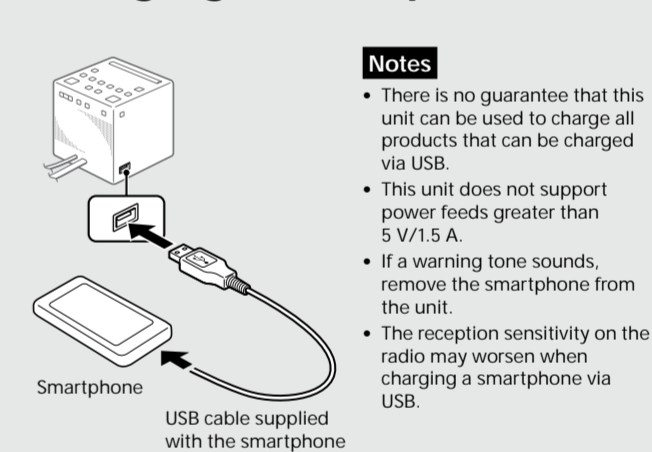 Notes
• There is no guarantee that this
unit can be used to charge all
products that can be charged
via USB.
• This unit does not support
power feeds greater than
5 V/1.5 A.
• If a warning tone sounds,
remove the smartphone from
the unit.
• The reception sensitivity on the
radio may worsen when
charging a smartphone via
USB.
Smartphone
USB cable supplied
with the smartphone